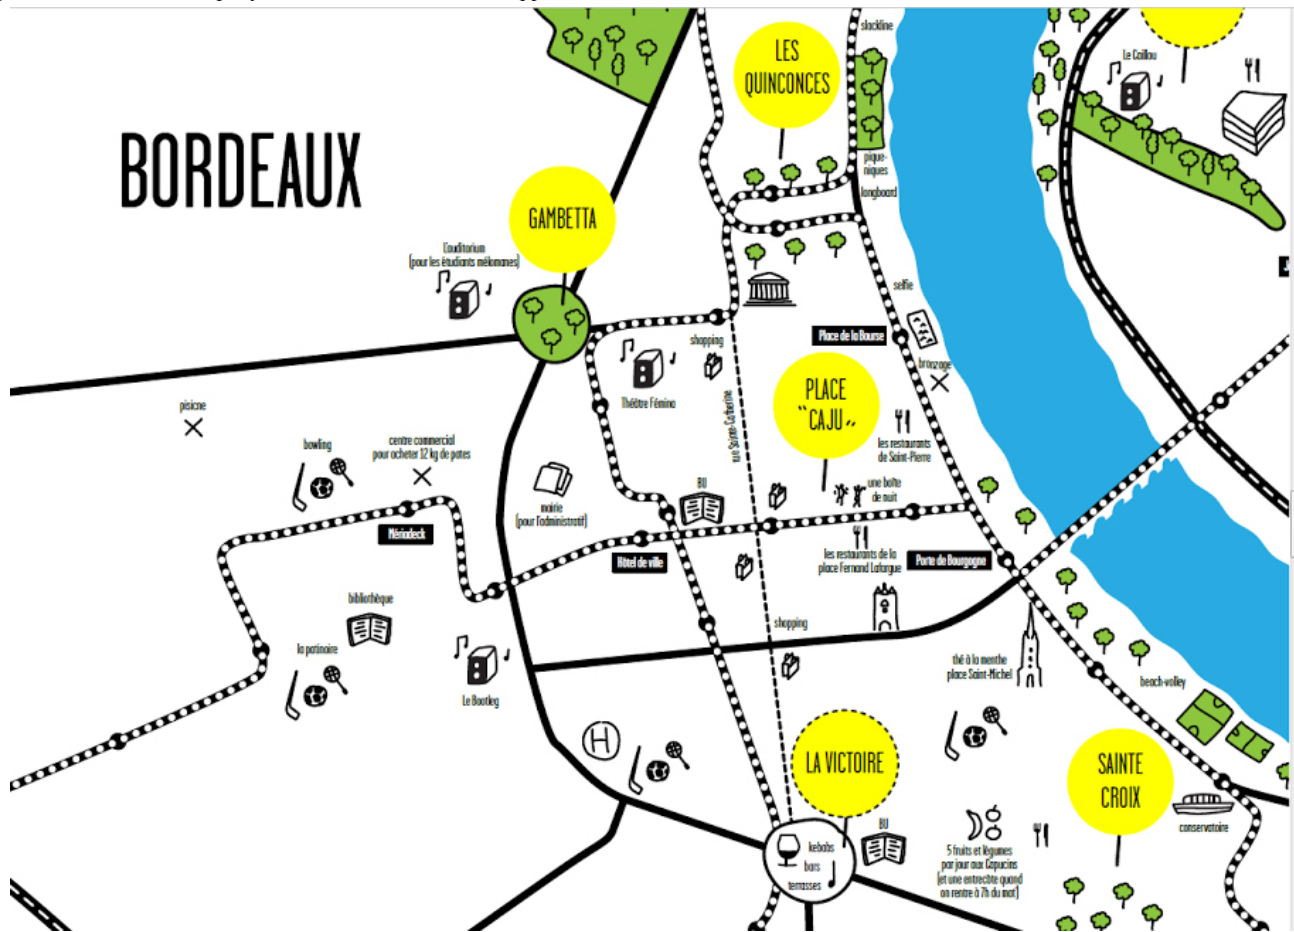 slackline
LES
QUINCONCES
Le Caillou
BORDEAUX
pique-
niques
longboard
GAMBETTA
l'auditorium
(pour les étudiants mélomanes)
selfie
Place de la Bourse
shopping
bronzage
PLACE
"CAJU"
Théâtre Fémina
rue Sainte-Catherine
pisicne
les restaurants
de Saint-Pierre
bowling
centre commercial
pour acheter 12 kg de pates
BU
une boîte
de nuit
mairie
(pour l'administratif)
Mériadeck
Hôtel de ville
les restaurants de la
place Fernand Lafargue
Porte de Bourgogne
bibliothèque
shopping
la patinoire
thé à la menthe
place Saint-Michel
Le Bootleg
beach-volley
H
LA VICTOIRE
SAINTE
CROIX
conservatoire
BU
kebabs
bars
terrasses
5 fruits et légumes
par jour aux Capucins
(et une entrecôte quand
on rentre à 7h du mat')